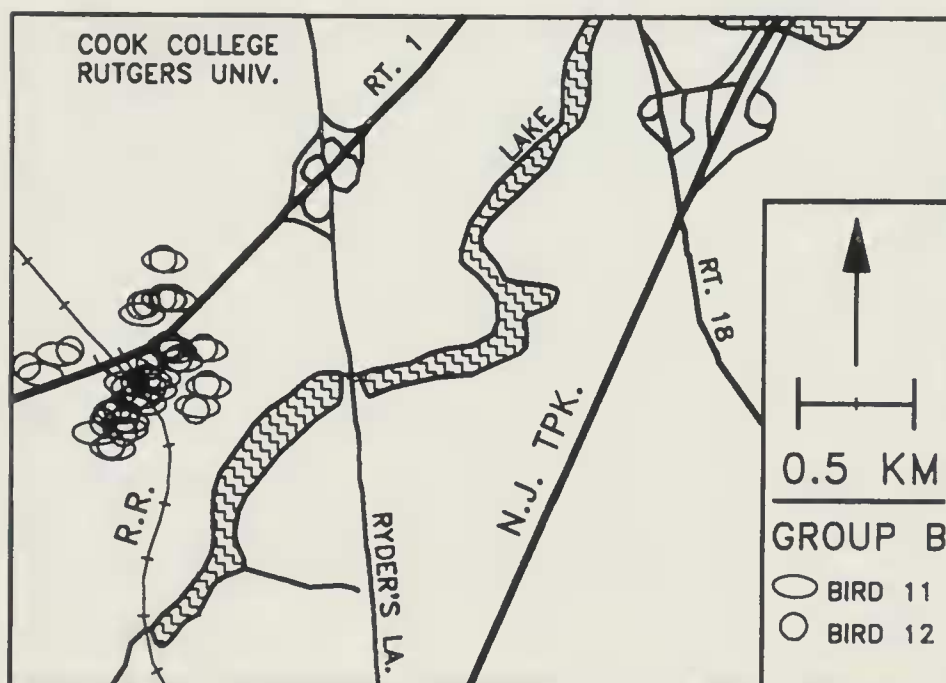 COOK COLLEGE
RUTGERS UNIV.
RT. 1
LAKE
RT. 18
N.J. TPK.
R.R.
RYDER'S LA.
0.5 KM
GROUP B
BIRD 11
BIRD 12